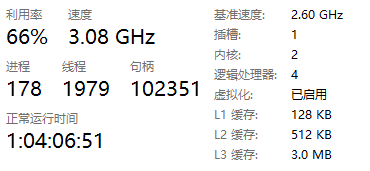 利用率 速度
66% 3.08 GHz
进程 线程 句柄
178 1979 102351
正常运行时间
1:04:06:51
基准速度: 2.60 GHz
插槽: 1
内核: 2
逻辑处理器: 4
虚拟化: 已启用
L1 缓存: 128 KB
L2 缓存: 512 KB
L3 缓存: 3.0 MB